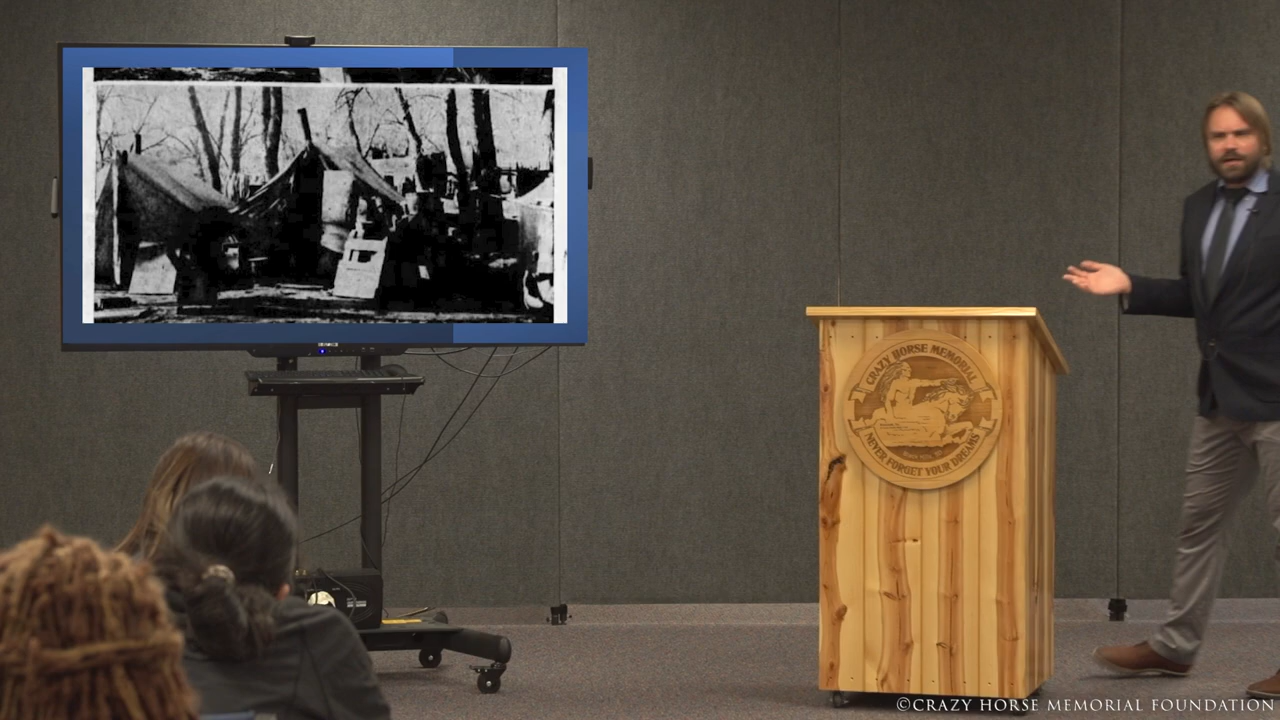 CRAZY HORSE MEMORIAL
NEVER FORGET YOUR DREAMS
©CRAZY HORSE MEMORIAL FOUNDATION